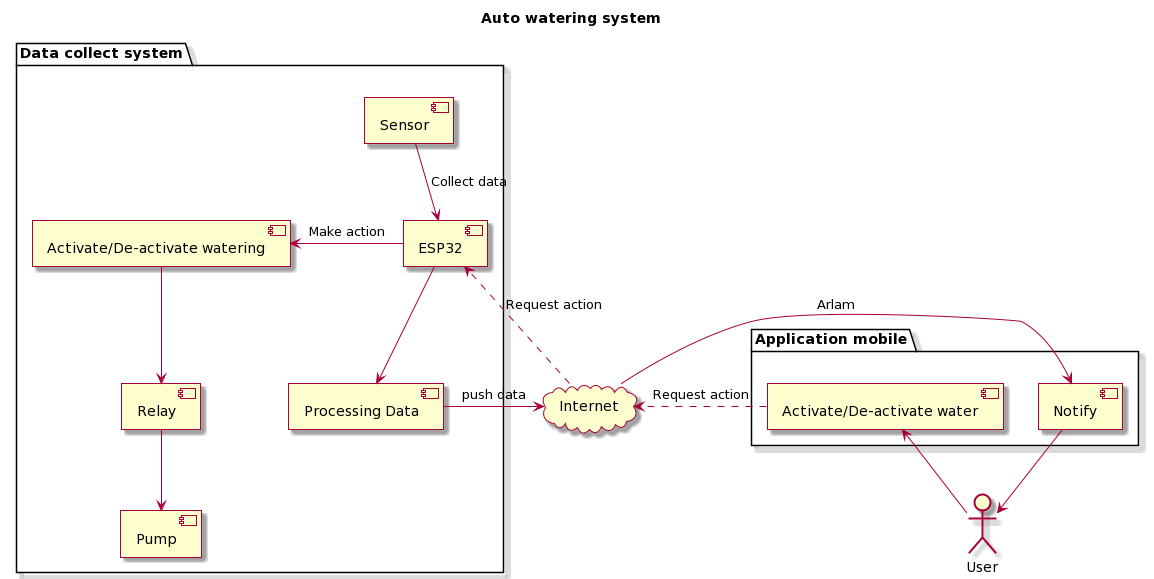 Auto watering system
Data collect system
Sensor
Collect data
Activate/De-activate watering
Make action
ESP32
Request action
Arlam
Application mobile
Relay
Processing Data
push data
Internet
Request action
Activate/De-activate water
Notify
Pump
User